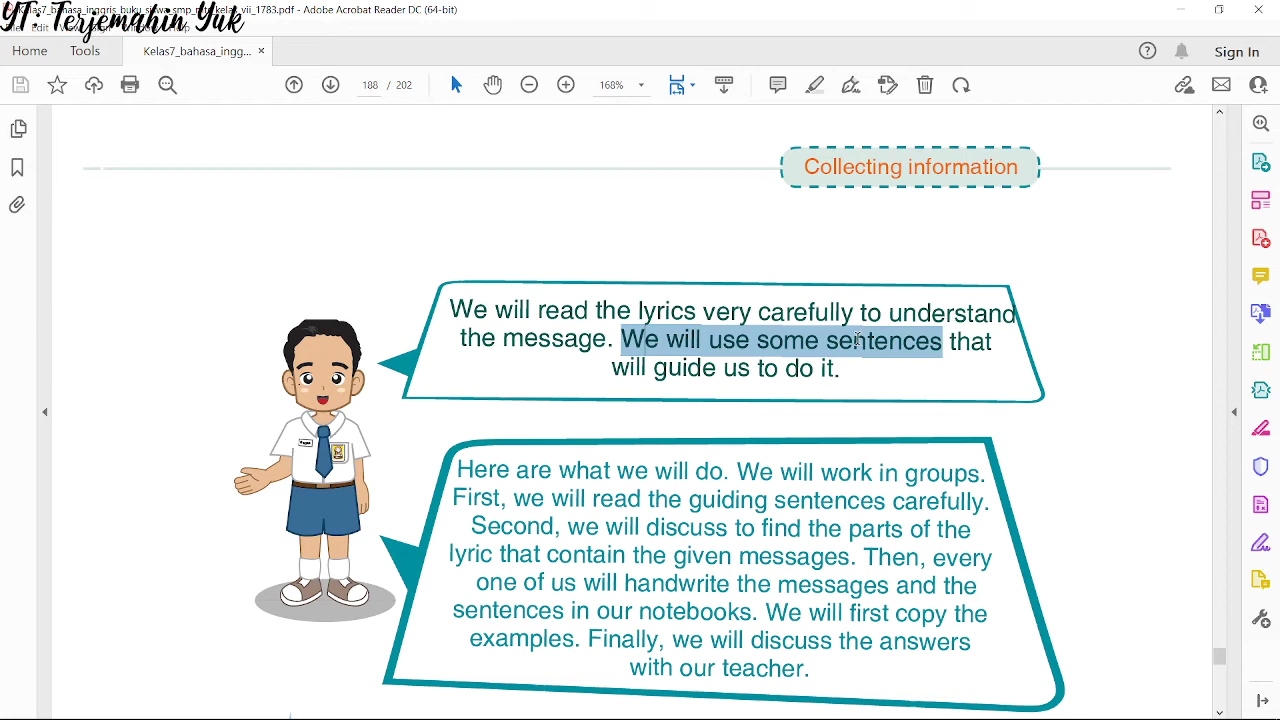 YT: Terjemahin Yuk
kelas7_bahasa_inggris_buku_siswa_smp_mts_kelas_vii_1783.pdf - Adobe Acrobat Reader DC (64-bit)
Home Tools Kelas7_bahasa_ingg... × Sign In
188 / 202 168%
Collecting information
We will read the lyrics very carefully to understand
the message. We will use some sentences that
will guide us to do it.
Here are what we will do. We will work in groups.
First, we will read the guiding sentences carefully.
Second, we will discuss to find the parts of the
lyric that contain the given messages. Then, every
one of us will handwrite the messages and the
sentences in our notebooks. We will first copy the
examples. Finally, we will discuss the answers
with our teacher.